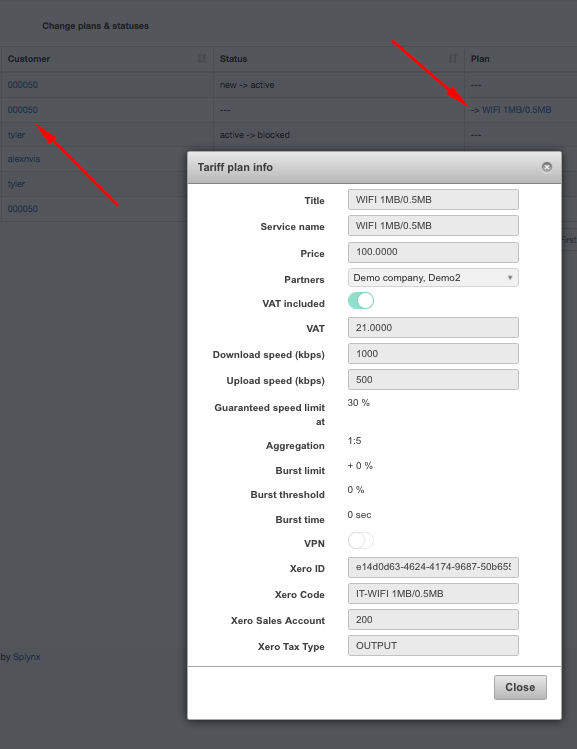 Change plans & statuses
Customer Status Plan
000050 new -> active ---
000050 --- -> WIFI 1MB/0.5MB
tyler active -> blocked ---
alexnvis
tyler
000050
First
Tariff plan info
Title WIFI 1MB/0.5MB
Service name WIFI 1MB/0.5MB
Price 100.0000
Partners Demo company, Demo2
VAT included
VAT 21.0000
Download speed (kbps) 1000
Upload speed (kbps) 500
Guaranteed speed limit 30 %
at
Aggregation 1:5
Burst limit + 0 %
Burst threshold 0 %
Burst time 0 sec
VPN
Xero ID e14d0d63-4624-4174-9687-50b655
Xero Code IT-WIFI 1MB/0.5MB
Xero Sales Account 200
Xero Tax Type OUTPUT
by Splynx
Close